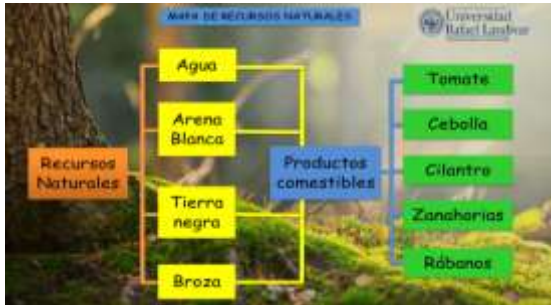 MAPA DE RECURSOS NATURALES
Universidad
Rafael Landívar
Agua
Arena
Blanca
Recursos
Naturales
Tierra
negra
Broza
Productos
comestibles
Tomate
Cebolla
Cilantro
Zanahorias
Rábanos